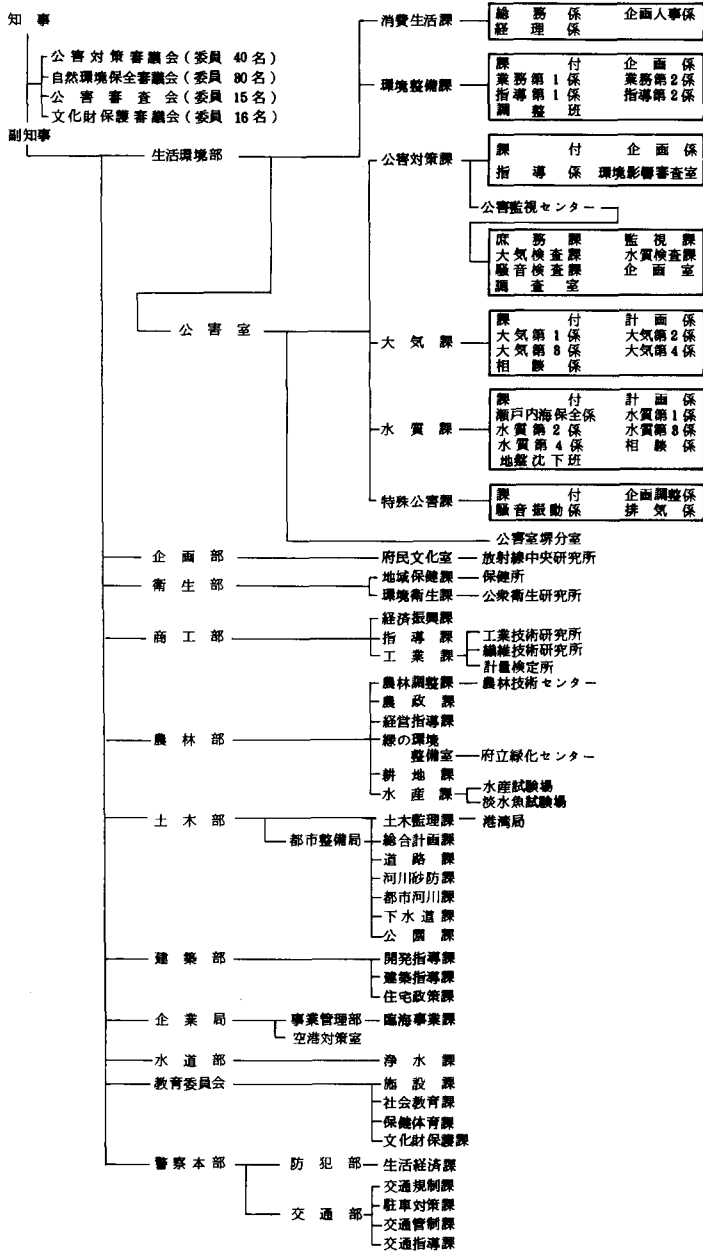 知事
公害対策審議会(委員 40名)
自然環境保全審議会(委員 80名)
公害審査会(委員 15名)
文化財保護審議会(委員 16名)
副知事
生活環境部
消費生活課
総務係 企画人事係
経理係
環境整備課
課付 企画係
業務第1係 業務第2係
指導第1係 指導第2係
調整班
公害室
公害対策課
課付 企画係
指導係 環境影響審査室
公害監視センター
庶務課 監視課
大気検査課 水質検査課
騒音検査課 企画室
調査室
大気課
課付 計画係
大気第1係 大気第2係
大気第3係 大気第4係
相談係
水質課
課付 計画係
瀬戸内海保全係 水質第1係
水質第2係 水質第3係
水質第4係 相談係
地盤沈下班
特殊公害課
課付 企画調整係
騒音振動係 排気係
公害室堺分室
企画部 府民文化室 放射線中央研究所
衛生部
地域保健課 保健所
環境衛生課 公衆衛生研究所
商工部
経済振興課
指導課
工業課
工業技術研究所
繊維技術研究所
計量検定所
農林部
農林調整課 農林技術センター
農政課
経営指導課
緑の環境
整備室 府立緑化センター
耕地課
水産課
水産試験場
淡水魚試験場
土木部
土木監理課 港湾局
都市整備局 総合計画課
道路課
河川砂防課
都市河川課
下水道課
公園課
建築部
開発指導課
建築指導課
住宅政策課
企業局
事業管理部 臨海事業課
空港対策室
水道部 浄水課
教育委員会
施設課
社会教育課
保健体育課
文化財保護課
警察本部
防犯部 生活経済課
交通部
交通規制課
駐車対策課
交通管制課
交通指導課